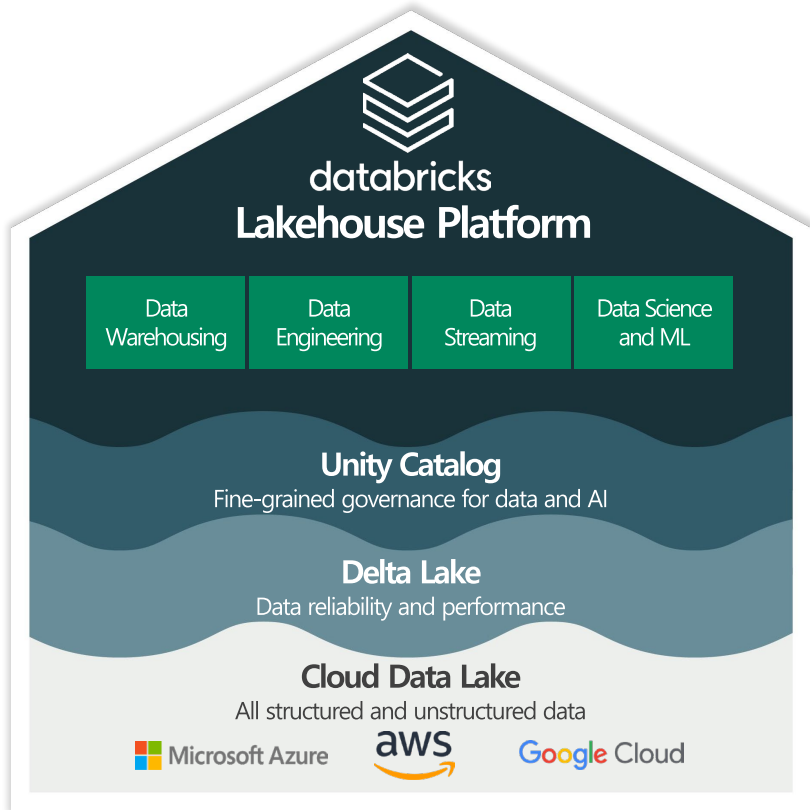 databricks
Lakehouse Platform
Data Warehousing
Data Engineering
Data Streaming
Data Science and ML
Unity Catalog
Fine-grained governance for data and AI
Delta Lake
Data reliability and performance
Cloud Data Lake
All structured and unstructured data
Microsoft Azure
aws
Google Cloud